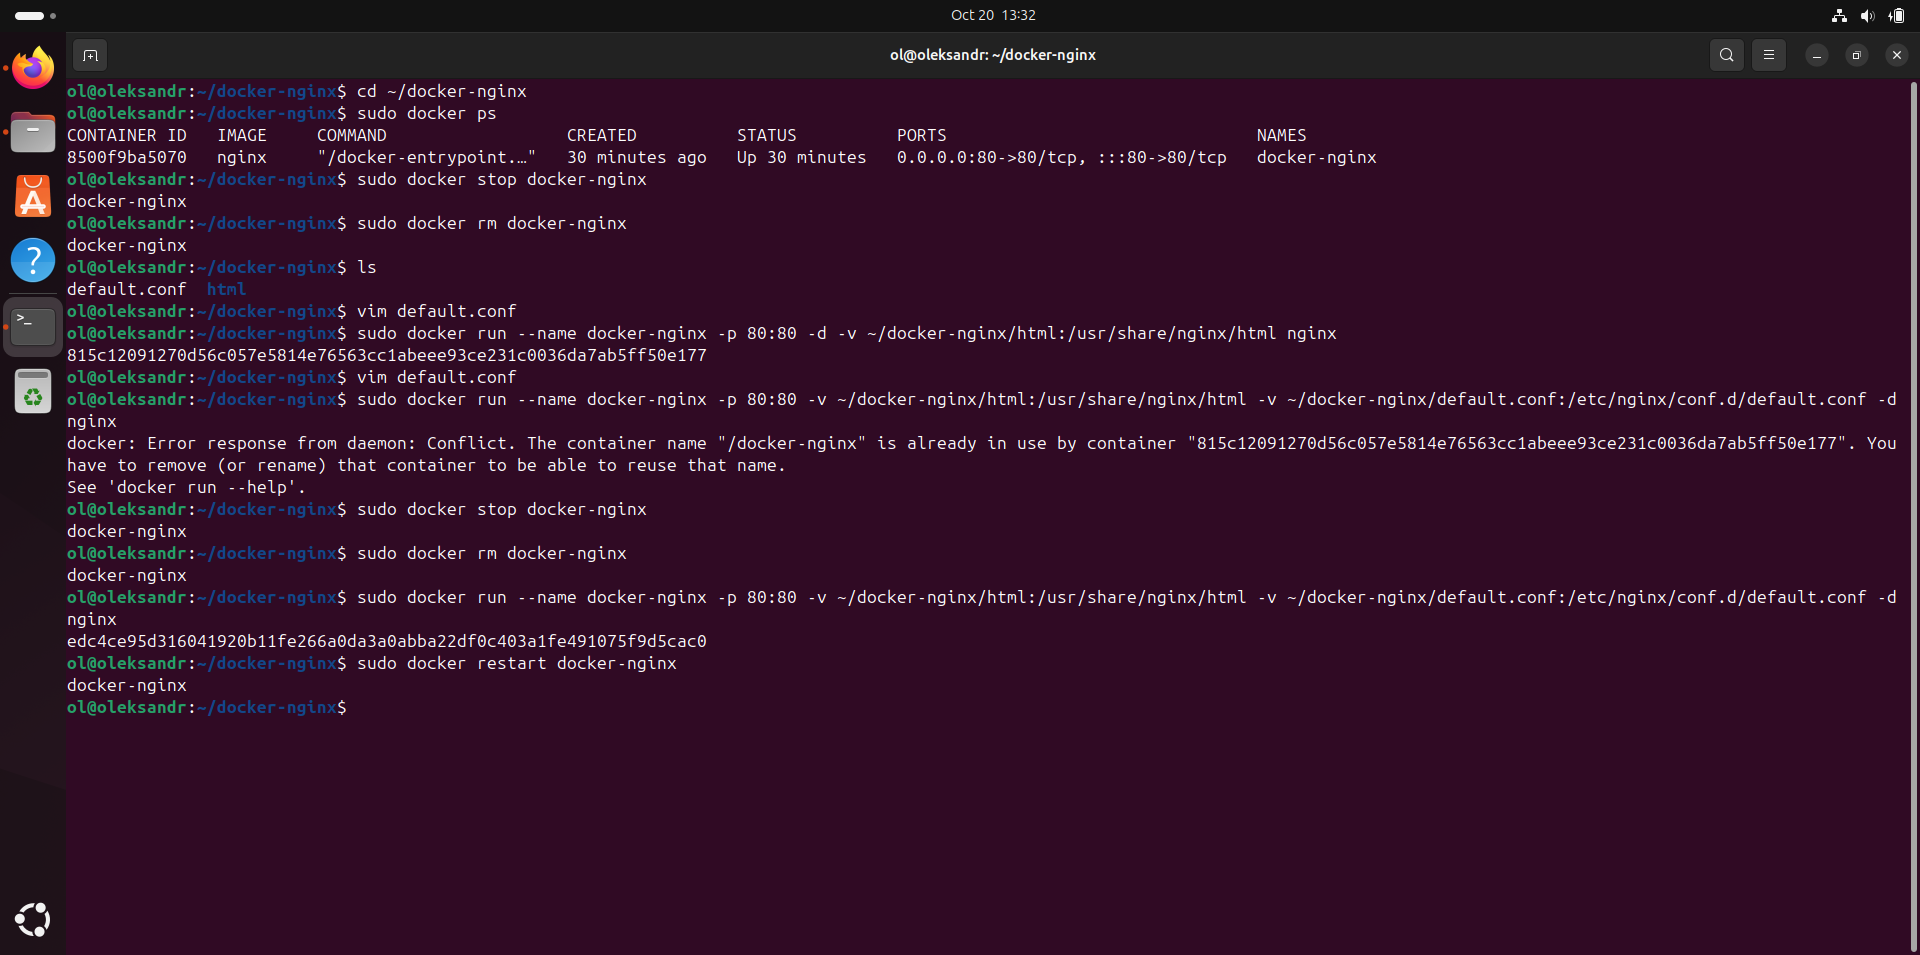 Oct 20 13:32
ol@oleksandr: ~/docker-nginx
ol@oleksandr:~/docker-nginx$ cd ~/docker-nginx
ol@oleksandr:~/docker-nginx$ sudo docker ps
CONTAINER ID   IMAGE     COMMAND                  CREATED          STATUS          PORTS                               NAMES
8500f9ba5070   nginx     "/docker-entrypoint.…"   30 minutes ago   Up 30 minutes   0.0.0.0:80->80/tcp, :::80->80/tcp   docker-nginx
ol@oleksandr:~/docker-nginx$ sudo docker stop docker-nginx
docker-nginx
ol@oleksandr:~/docker-nginx$ sudo docker rm docker-nginx
docker-nginx
ol@oleksandr:~/docker-nginx$ ls
default.conf  html
ol@oleksandr:~/docker-nginx$ vim default.conf
ol@oleksandr:~/docker-nginx$ sudo docker run --name docker-nginx -p 80:80 -d -v ~/docker-nginx/html:/usr/share/nginx/html nginx
815c12091270d56c057e5814e76563cc1abeee93ce231c0036da7ab5ff50e177
ol@oleksandr:~/docker-nginx$ vim default.conf
ol@oleksandr:~/docker-nginx$ sudo docker run --name docker-nginx -p 80:80 -v ~/docker-nginx/html:/usr/share/nginx/html -v ~/docker-nginx/default.conf:/etc/nginx/conf.d/default.conf -d
nginx
docker: Error response from daemon: Conflict. The container name "/docker-nginx" is already in use by container "815c12091270d56c057e5814e76563cc1abeee93ce231c0036da7ab5ff50e177". You
have to remove (or rename) that container to be able to reuse that name.
See 'docker run --help'.
ol@oleksandr:~/docker-nginx$ sudo docker stop docker-nginx
docker-nginx
ol@oleksandr:~/docker-nginx$ sudo docker rm docker-nginx
docker-nginx
ol@oleksandr:~/docker-nginx$ sudo docker run --name docker-nginx -p 80:80 -v ~/docker-nginx/html:/usr/share/nginx/html -v ~/docker-nginx/default.conf:/etc/nginx/conf.d/default.conf -d
nginx
edc4ce95d316041920b11fe266a0da3a0abba22df0c403a1fe491075f9d5cac0
ol@oleksandr:~/docker-nginx$ sudo docker restart docker-nginx
docker-nginx
ol@oleksandr:~/docker-nginx$